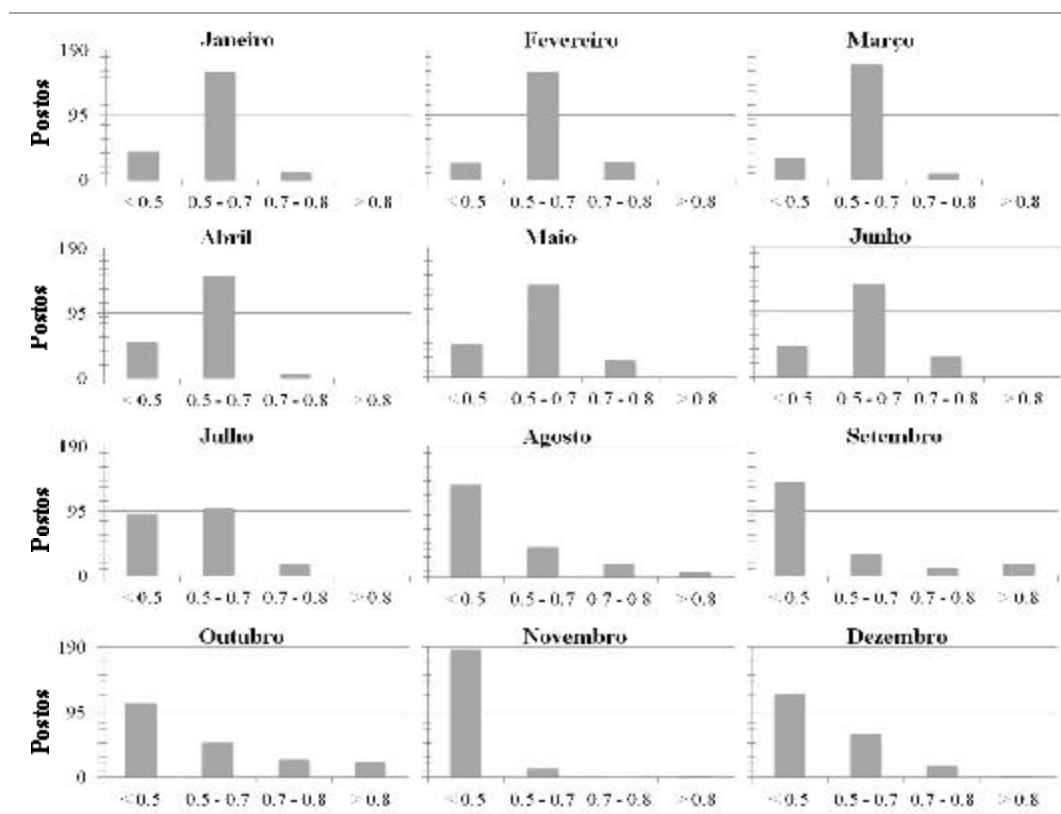 Janeiro Fevereiro Março
190
Postos
95
0
< 0.5 0.5 - 0.7 0.7 - 0.8 > 0.8 < 0.5 0.5 - 0.7 0.7 - 0.8 > 0.8 < 0.5 0.5 - 0.7 0.7 - 0.8 > 0.8
Abril Maio Junho
190
Postos
95
0
< 0.5 0.5 - 0.7 0.7 - 0.8 > 0.8 < 0.5 0.5 - 0.7 0.7 - 0.8 > 0.8 < 0.5 0.5 - 0.7 0.7 - 0.8 > 0.8
Julho Agosto Setembro
190
Postos
95
0
< 0.5 0.5 - 0.7 0.7 - 0.8 > 0.8 < 0.5 0.5 - 0.7 0.7 - 0.8 > 0.8 < 0.5 0.5 - 0.7 0.7 - 0.8 > 0.8
Outubro Novembro Dezembro
190
Postos
95
0
< 0.5 0.5 - 0.7 0.7 - 0.8 > 0.8 < 0.5 0.5 - 0.7 0.7 - 0.8 > 0.8 < 0.5 0.5 - 0.7 0.7 - 0.8 > 0.8